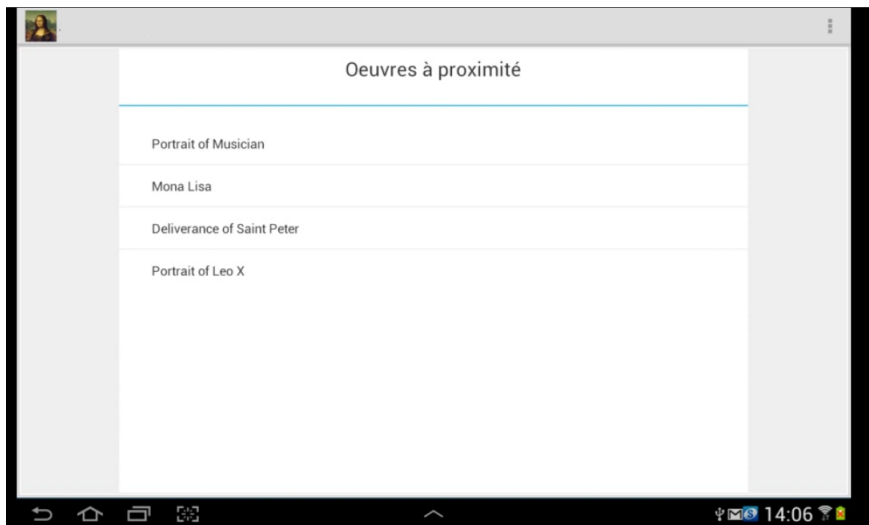 Oeuvres à proximité
Portrait of Musician
Mona Lisa
Deliverance of Saint Peter
Portrait of Leo X
14:06